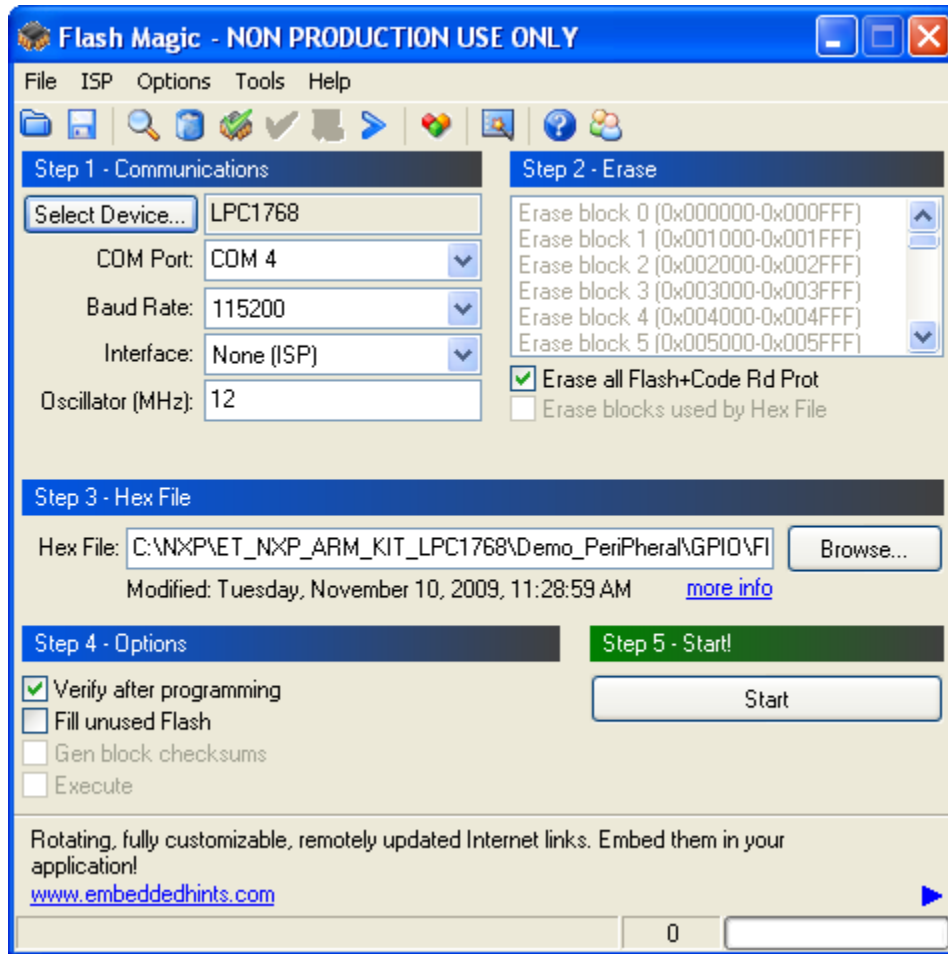 Flash Magic - NON PRODUCTION USE ONLY
File ISP Options Tools Help
Step 1 - Communications
Select Device... LPC1768
COM Port: COM 4
Baud Rate: 115200
Interface: None (ISP)
Oscillator (MHz): 12
Step 2 - Erase
Erase block 0 (0x000000-0x000FFF)
Erase block 1 (0x001000-0x001FFF)
Erase block 2 (0x002000-0x002FFF)
Erase block 3 (0x003000-0x003FFF)
Erase block 4 (0x004000-0x004FFF)
Erase block 5 (0x005000-0x005FFF)
Erase all Flash+Code Rd Prot
Erase blocks used by Hex File
Step 3 - Hex File
Hex File: C:\NXP\ET_NXP_ARM_KIT_LPC1768\Demo_PeriPheral\GPIO\FI Browse...
Modified: Tuesday, November 10, 2009, 11:28:59 AM more info
Step 4 - Options
Verify after programming
Fill unused Flash
Gen block checksums
Execute
Step 5 - Start!
Start
Rotating, fully customizable, remotely updated Internet links. Embed them in your
application!
www.embeddedhints.com
0